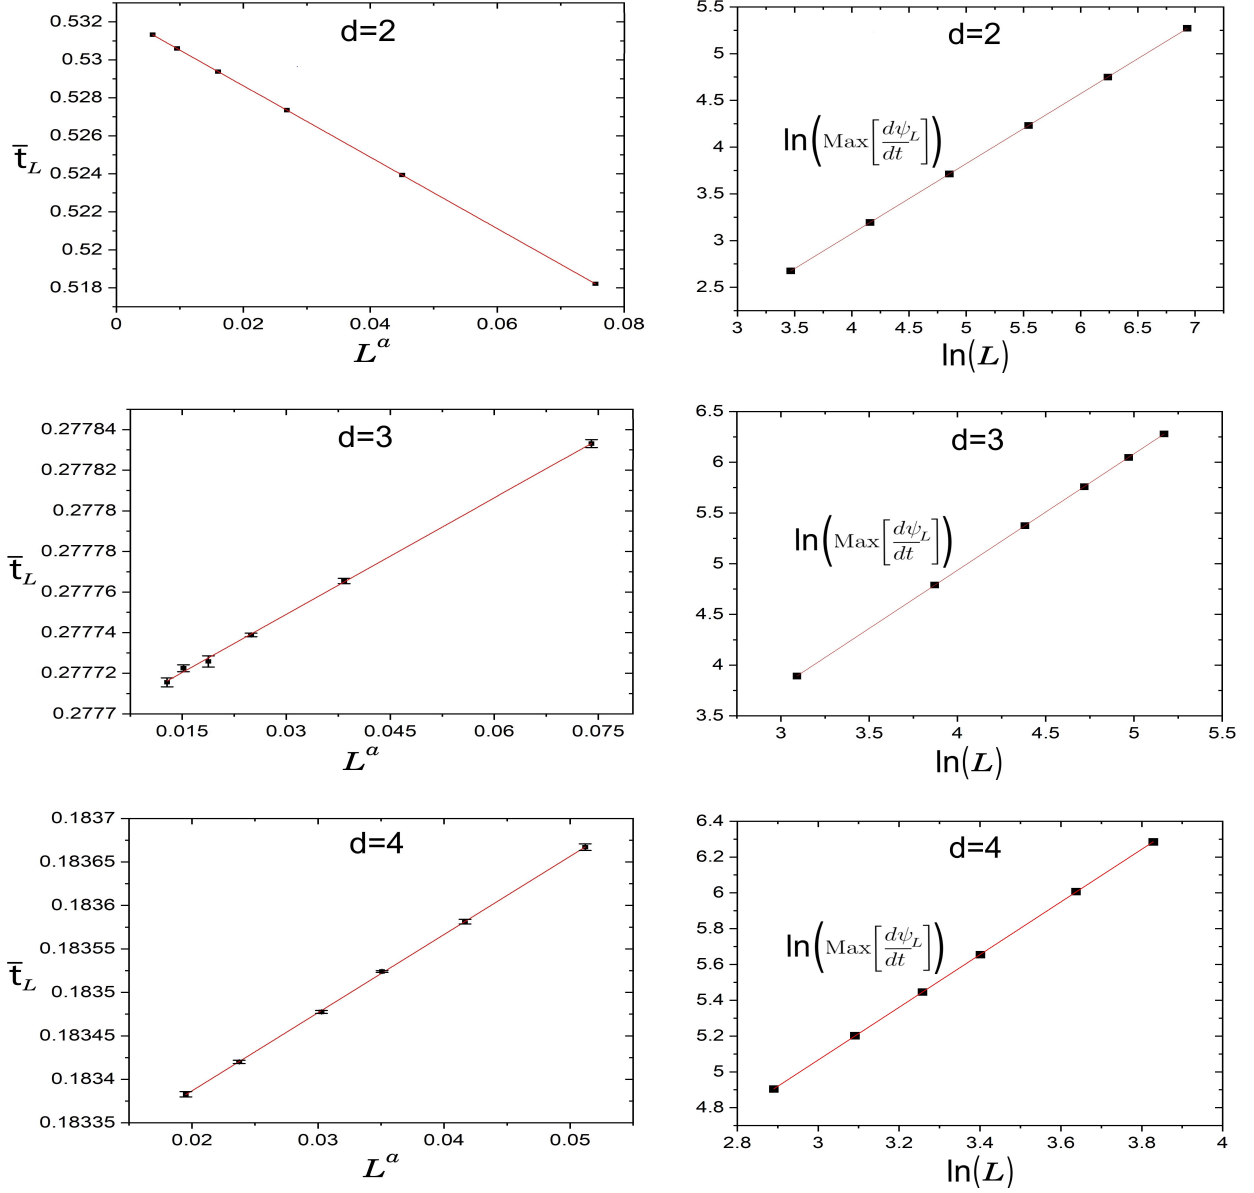 d=2
t̄_L
0.532
0.53
0.528
0.526
0.524
0.522
0.52
0.518
0 0.02 0.04 0.06 0.08
L^a
d=2
ln(Max[dψ_L/dt])
5.5
5
4.5
4
3.5
3
2.5
3 3.5 4 4.5 5 5.5 6 6.5 7
ln(L)
d=3
t̄_L
0.27784
0.27782
0.2778
0.27778
0.27776
0.27774
0.27772
0.2777
0.015 0.03 0.045 0.06 0.075
L^a
d=3
ln(Max[dψ_L/dt])
6.5
6
5.5
5
4.5
4
3.5
3 3.5 4 4.5 5 5.5
ln(L)
d=4
t̄_L
0.1837
0.18365
0.1836
0.18355
0.1835
0.18345
0.1834
0.18335
0.02 0.03 0.04 0.05
L^a
d=4
ln(Max[dψ_L/dt])
6.4
6.2
6
5.8
5.6
5.4
5.2
5
4.8
2.8 3 3.2 3.4 3.6 3.8 4
ln(L)